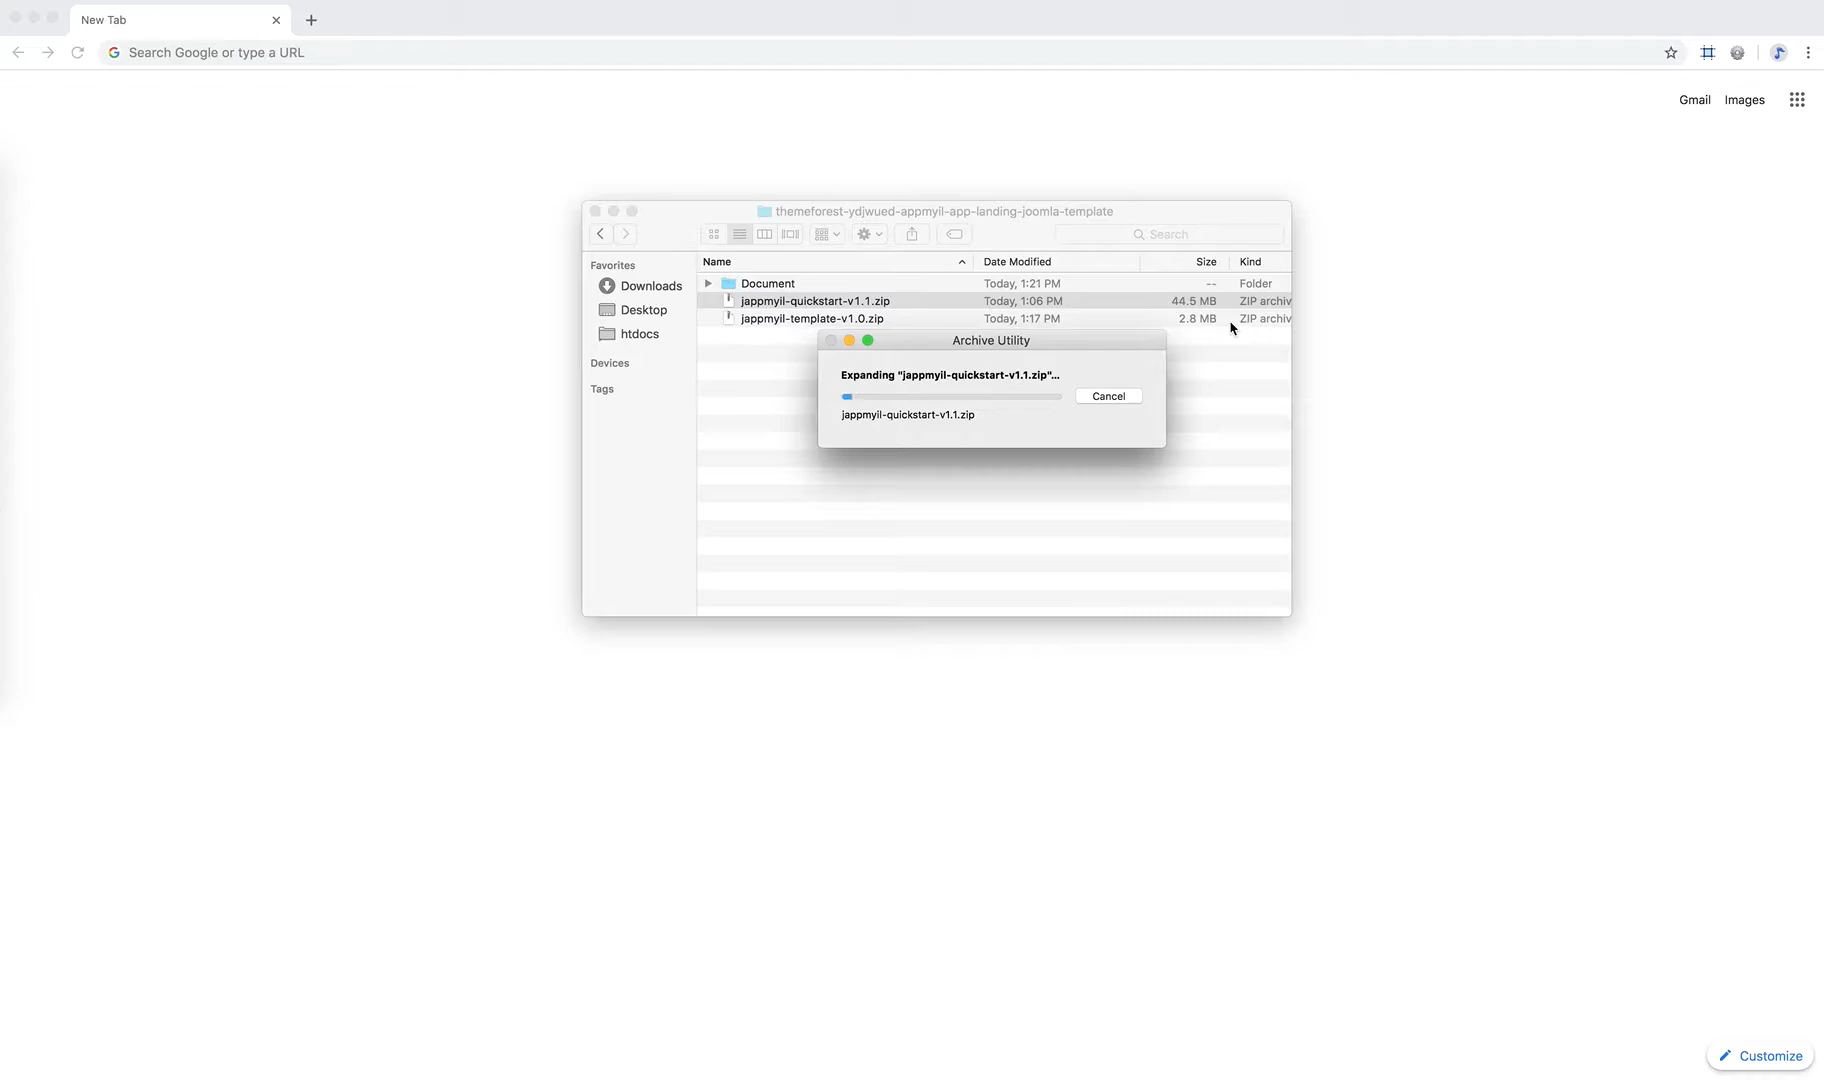 New Tab
Search Google or type a URL
Gmail Images
themeforest-ydjwued-appmyil-app-landing-joomla-template
Search
Favorites
Downloads
Desktop
htdocs
Devices
Tags
Name Date Modified Size Kind
Document Today, 1:21 PM -- Folder
jappmyil-quickstart-v1.1.zip Today, 1:06 PM 44.5 MB ZIP archiv
jappmyil-template-v1.0.zip Today, 1:17 PM 2.8 MB ZIP archiv
Archive Utility
Expanding "jappmyil-quickstart-v1.1.zip"...
Cancel
jappmyil-quickstart-v1.1.zip
Customize